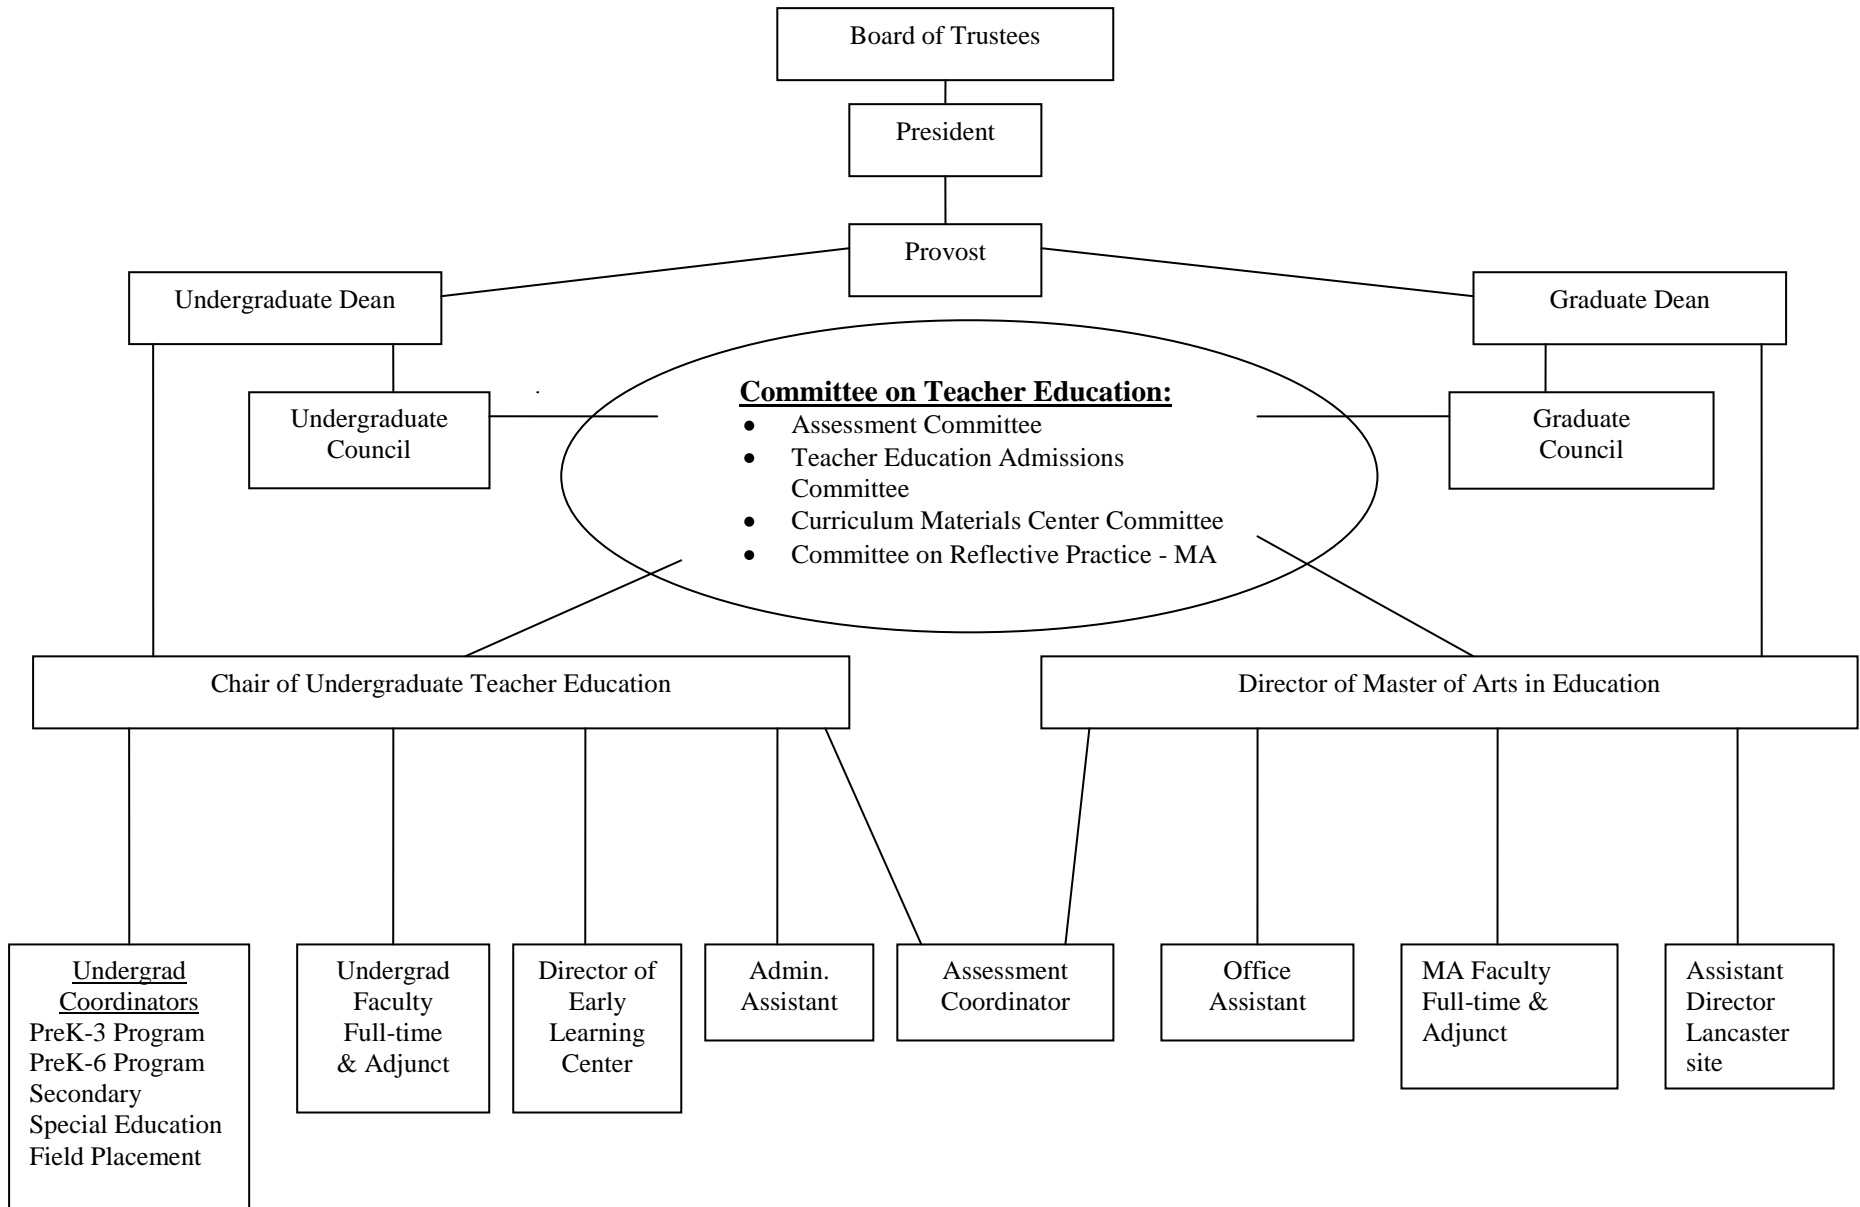 Board of Trustees
President
Provost
Undergraduate Dean
Graduate Dean
Undergraduate
Council
Committee on Teacher Education:
• Assessment Committee
• Teacher Education Admissions
Committee
• Curriculum Materials Center Committee
• Committee on Reflective Practice - MA
Graduate
Council
Chair of Undergraduate Teacher Education
Director of Master of Arts in Education
Undergrad
Coordinators
PreK-3 Program
PreK-6 Program
Secondary
Special Education
Field Placement
Undergrad
Faculty
Full-time
& Adjunct
Director of
Early
Learning
Center
Admin.
Assistant
Assessment
Coordinator
Office
Assistant
MA Faculty
Full-time &
Adjunct
Assistant
Director
Lancaster
site